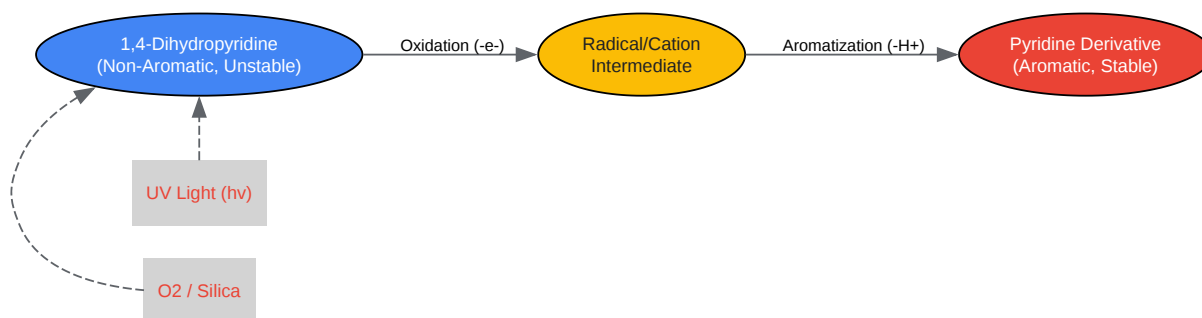 1,4-Dihydropyridine
(Non-Aromatic, Unstable)
Oxidation (-e-)
Radical/Cation
Intermediate
Aromatization (-H+)
Pyridine Derivative
(Aromatic, Stable)
UV Light (hv)
O2 / Silica